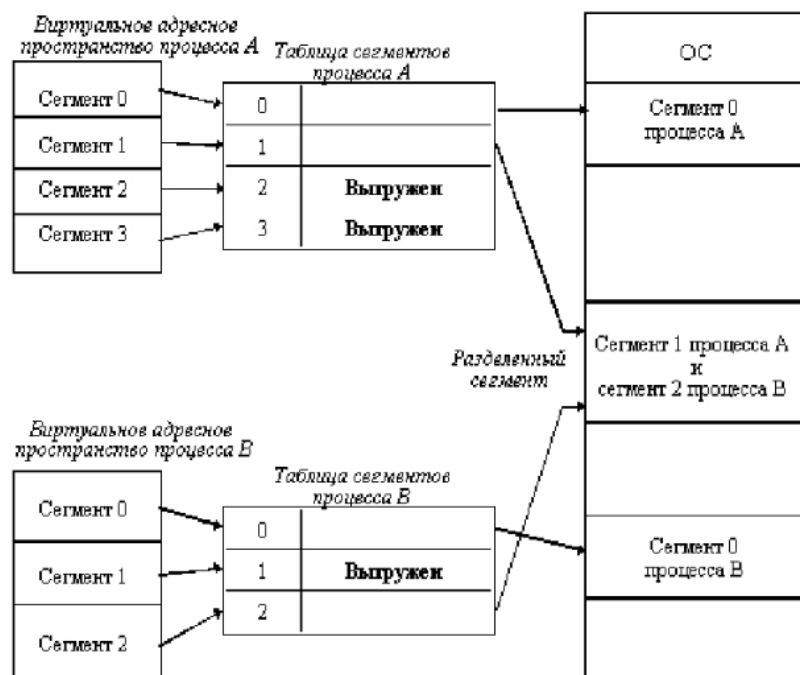 Виртуальное адресное
пространство процесса A
Сегмент 0
Сегмент 1
Сегмент 2
Сегмент 3
Таблица сегментов
процесса A
0
1
2 Выгружен
3 Выгружен
ОС
Сегмент 0
процесса A
Сегмент 1 процесса A
и
сегмент 2 процесса B
Разделенный
сегмент
Виртуальное адресное
пространство процесса B
Сегмент 0
Сегмент 1
Сегмент 2
Таблица сегментов
процесса B
0
1 Выгружен
2
Сегмент 0
процесса B